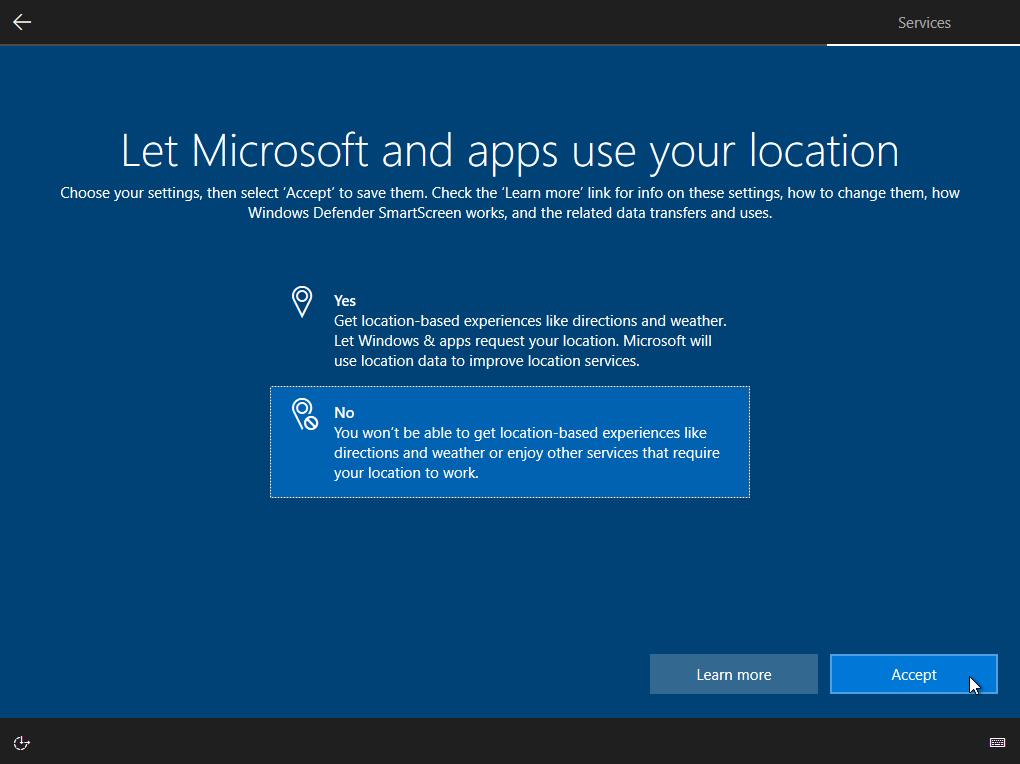 Services
Let Microsoft and apps use your location
Choose your settings, then select ‘Accept’ to save them. Check the ‘Learn more’ link for info on these settings, how to change them, how
Windows Defender SmartScreen works, and the related data transfers and uses.
Yes
Get location-based experiences like directions and weather.
Let Windows & apps request your location. Microsoft will
use location data to improve location services.
No
You won’t be able to get location-based experiences like
directions and weather or enjoy other services that require
your location to work.
Learn more
Accept